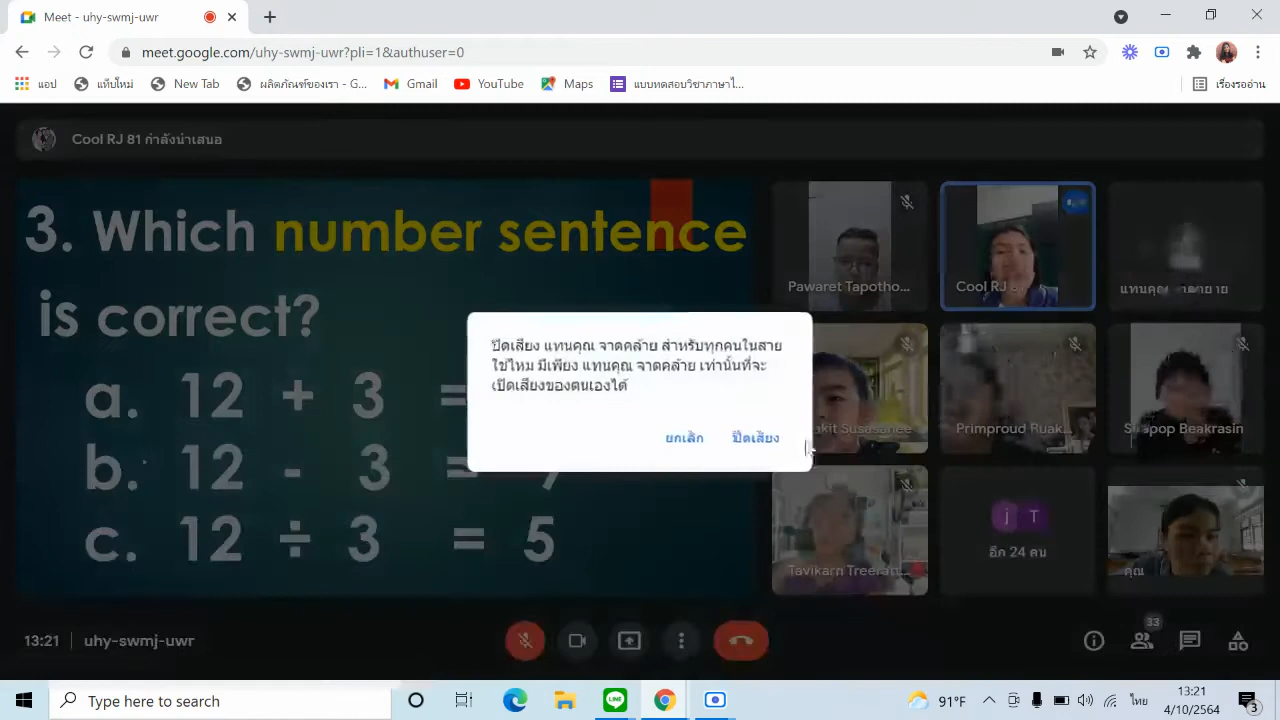 Meet - uhy-swmj-uwr
meet.google.com/uhy-swmj-uwr?pli=1&authuser=0
แอป
แท็บใหม่
New Tab
ผลิตภัณฑ์ของเรา - G...
Gmail
YouTube
Maps
แบบทดสอบวิชาภาษาไ...
เรื่องรออ่าน
Cool RJ 81 กำลังนำเสนอ
3. Which number sentence
is correct?
a. 12 + 3 =
b. 12 - 3 =
c. 12 ÷ 3 = 5
ปิดเสียง แทนคุณ จาดคล้าย สำหรับทุกคนในสาย
ใช่ไหม มีเพียง แทนคุณ จาดคล้าย เท่านั้นที่จะ
เปิดเสียงของตนเองได้
ยกเลิก
ปิดเสียง
Pawaret Tapotho...
Cool RJ 8
แทนคุณ
Susasanee
Primproud Ruak...
Beakrasin
Tavikarn Treerat...
j T
อีก 24 คน
คุณ
13:21
uhy-swmj-uwr
33
Type here to search
91°F
ไทย
13:21
4/10/2564
3